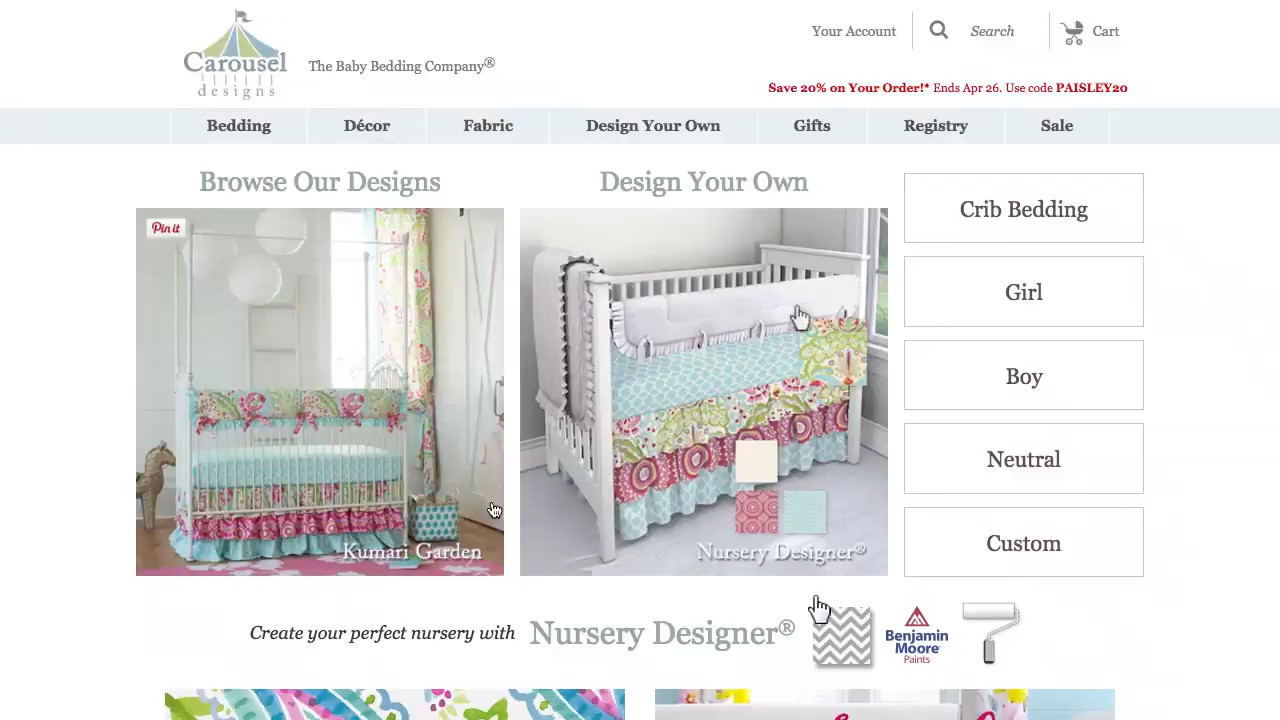 Carousel
designs
The Baby Bedding Company®
Your Account
Search
Cart
Save 20% on Your Order!* Ends Apr 26. Use code PAISLEY20
Bedding
Décor
Fabric
Design Your Own
Gifts
Registry
Sale
Browse Our Designs
Design Your Own
Pin it
Kumari Garden
Nursery Designer®
Crib Bedding
Girl
Boy
Neutral
Custom
Create your perfect nursery with Nursery Designer®
Benjamin
Moore
Paints